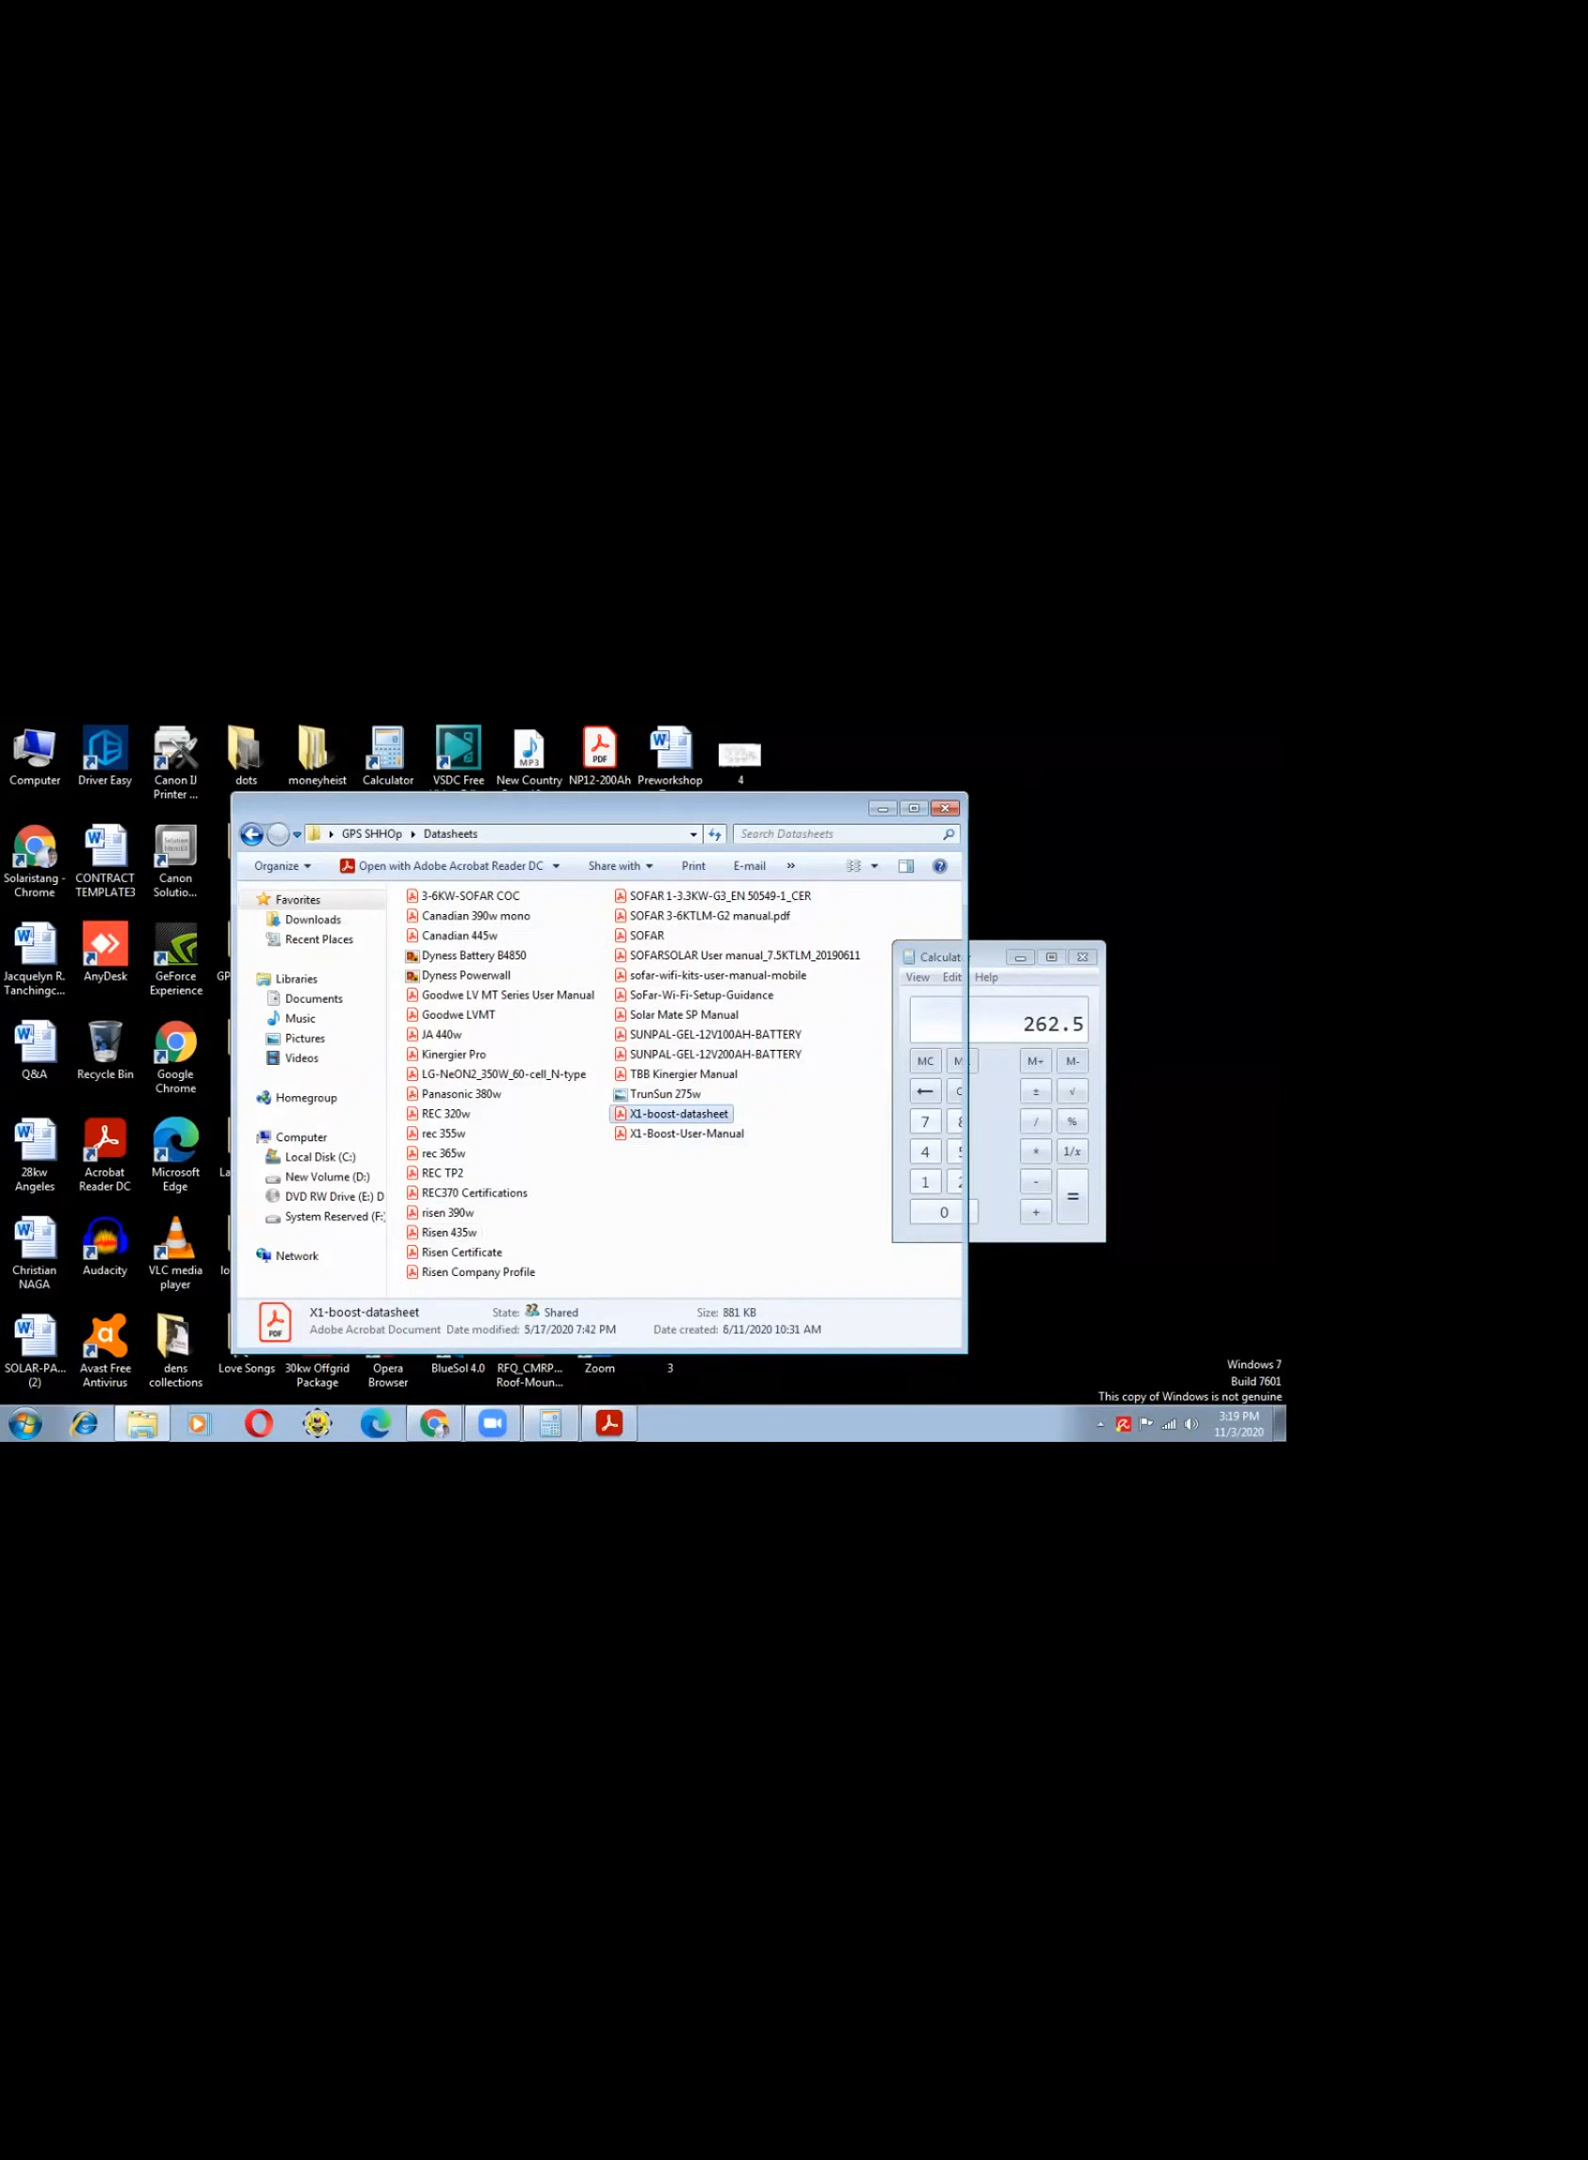 Computer
Driver Easy
Canon IJ
Printer ...
dots
moneyheist
Calculator
VSDC Free
New Country
NP12-200Ah
Preworkshop
4
MP3
PDF
Solaristang -
Chrome
CONTRACT
TEMPLATE3
Canon
Solutio...
Jacquelyn R.
Tanchingc...
AnyDesk
GeForce
Experience
Q&A
Recycle Bin
Google
Chrome
28kw
Angeles
Acrobat
Reader DC
Microsoft
Edge
Christian
NAGA
Audacity
VLC media
player
SOLAR-PA...
(2)
Avast Free
Antivirus
dens
collections
Love Songs
30kw Offgrid
Package
Opera
Browser
BlueSol 4.0
RFQ_CMRP...
Roof-Moun...
Zoom
3
GPS SHHOp
Datasheets
Search Datasheets
Organize
Open with Adobe Acrobat Reader DC
Share with
Print
E-mail
»
Favorites
Downloads
Recent Places
Libraries
Documents
Music
Pictures
Videos
Homegroup
Computer
Local Disk (C:)
New Volume (D:)
DVD RW Drive (E:) D
System Reserved (F:
Network
3-6KW-SOFAR COC
Canadian 390w mono
Canadian 445w
Dyness Battery B4850
Dyness Powerwall
Goodwe LV MT Series User Manual
Goodwe LVMT
JA 440w
Kinergier Pro
LG-NeON2_350W_60-cell_N-type
Panasonic 380w
REC 320w
rec 355w
rec 365w
REC TP2
REC370 Certifications
risen 390w
Risen 435w
Risen Certificate
Risen Company Profile
SOFAR 1-3.3KW-G3_EN 50549-1_CER
SOFAR 3-6KTLM-G2 manual.pdf
SOFAR
SOFARSOLAR User manual_7.5KTLM_20190611
sofar-wifi-kits-user-manual-mobile
SoFar-Wi-Fi-Setup-Guidance
Solar Mate SP Manual
SUNPAL-GEL-12V100AH-BATTERY
SUNPAL-GEL-12V200AH-BATTERY
TBB Kinergier Manual
TrunSun 275w
X1-boost-datasheet
X1-Boost-User-Manual
PDF
X1-boost-datasheet
State: Shared
Size: 881 KB
Adobe Acrobat Document
Date modified: 5/17/2020 7:42 PM
Date created: 6/11/2020 10:31 AM
Calculat
View Edit Help
262.5
MC M M+ M-
← C ± √
7 8 / %
4 5 * 1/x
1 2 - =
0 +
Windows 7
Build 7601
This copy of Windows is not genuine
3:19 PM
11/3/2020